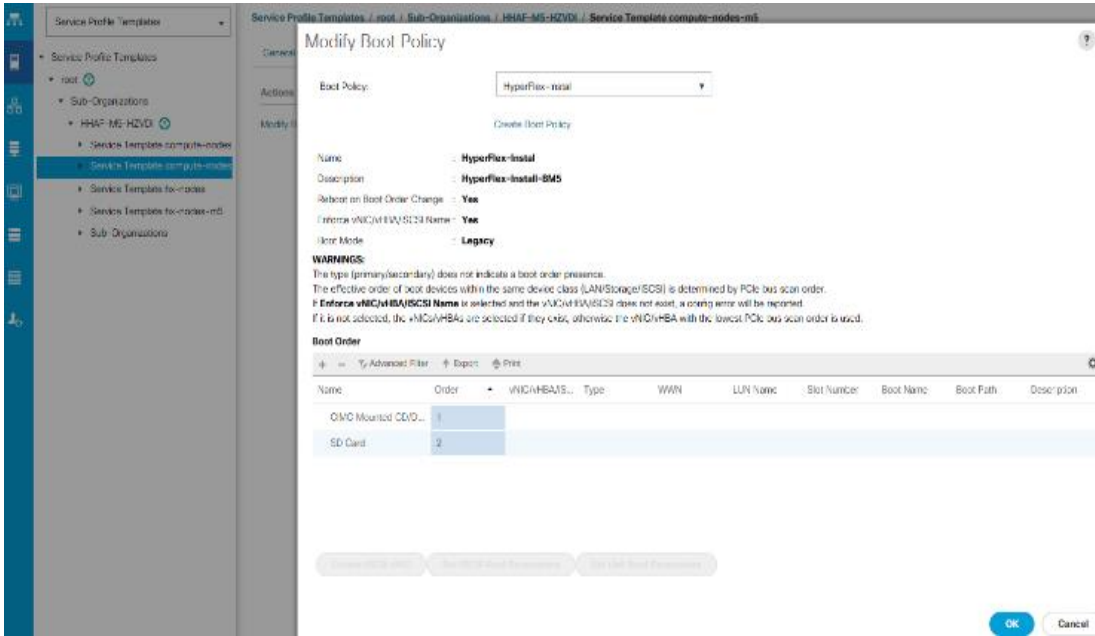 Service Profile Templates
Service Profile Templates / root / Sub-Organizations / HHAF-M5-HZVDI / Service Template compute-nodes-m5
Modify Boot Policy
?
General
Service Profile Templates
root
Actions
Boot Policy:
HyperFlex-Instal
Sub-Organizations
HHAF-M5-HZVDI
Create Boot Policy
Service Template compute-nodes
Service Template compute-nodes
Service Template hx-nodes
Service Template hx-nodes-m5
Sub-Organizations
Name : HyperFlex-Instal
Description : HyperFlex-Install-BM5
Reboot on Boot Order Change : Yes
Enforce vNIC/vHBA/iSCSI Name : Yes
Boot Mode : Legacy
WARNINGS:
The type (primary/secondary) does not indicate a boot order presence.
The effective order of boot devices within the same device class (LAN/Storage/iSCSI) is determined by PCIe bus scan order.
If Enforce vNIC/vHBA/iSCSI Name is selected and the vNIC/vHBA/iSCSI does not exist, a config error will be reported.
If it is not selected, the vNICs/vHBAs are selected if they exist, otherwise the vNIC/vHBA with the lowest PCIe bus scan order is used.
Boot Order
+ − Advanced Filter Export Print
Name Order vNIC/vHBA/iS... Type WWN LUN Name Slot Number Boot Name Boot Path Description
CIMC Mounted CD/D... 1
SD Card 2
OK Cancel